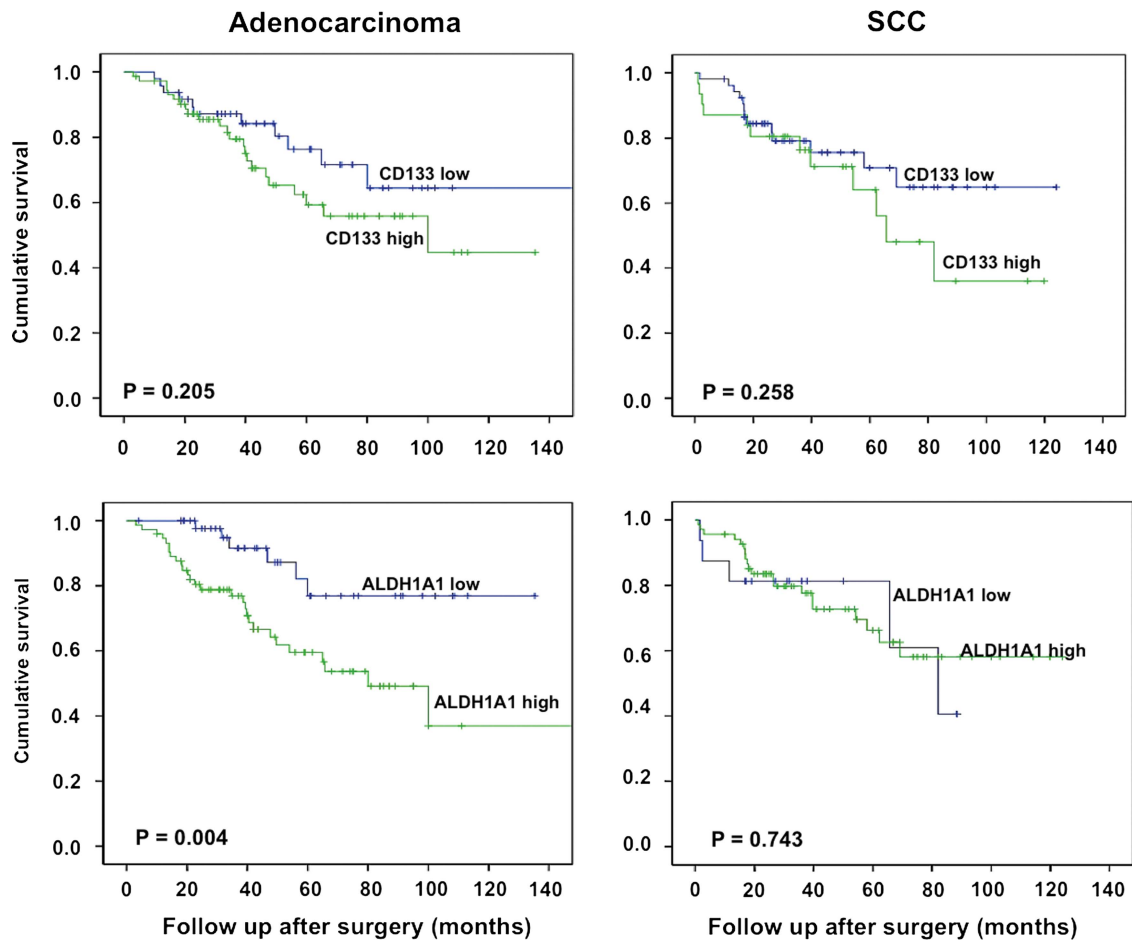 Adenocarcinoma
SCC
Cumulative survival
1.0
0.8
0.6
0.4
0.2
0.0
CD133 low
CD133 high
P = 0.205
0 20 40 60 80 100 120 140
1.0
0.8
0.6
0.4
0.2
0.0
CD133 low
CD133 high
P = 0.258
0 20 40 60 80 100 120 140
Cumulative survival
1.0
0.8
0.6
0.4
0.2
0.0
ALDH1A1 low
ALDH1A1 high
P = 0.004
0 20 40 60 80 100 120 140
Follow up after surgery (months)
1.0
0.8
0.6
0.4
0.2
0.0
ALDH1A1 low
ALDH1A1 high
P = 0.743
0 20 40 60 80 100 120 140
Follow up after surgery (months)